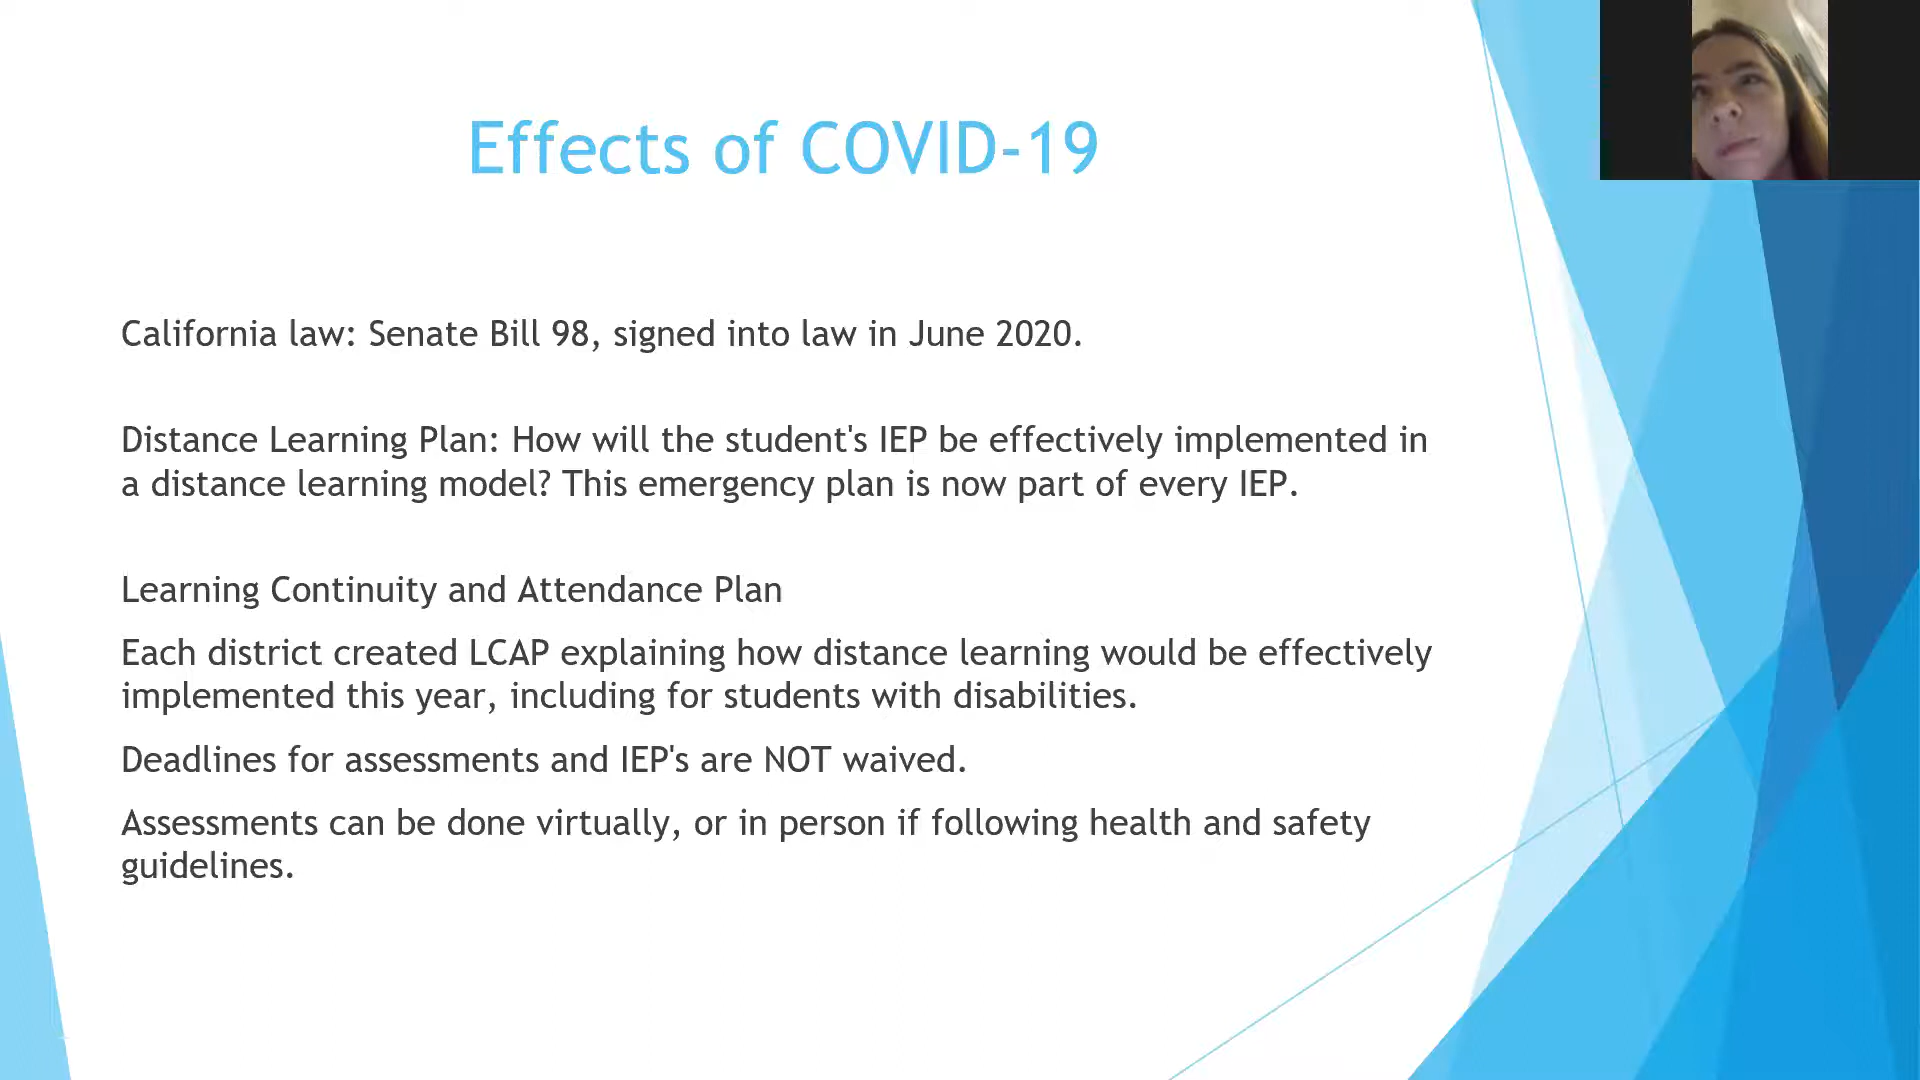 Effects of COVID-19
California law: Senate Bill 98, signed into law in June 2020.
Distance Learning Plan: How will the student's IEP be effectively implemented in
a distance learning model? This emergency plan is now part of every IEP.
Learning Continuity and Attendance Plan
Each district created LCAP explaining how distance learning would be effectively
implemented this year, including for students with disabilities.
Deadlines for assessments and IEP's are NOT waived.
Assessments can be done virtually, or in person if following health and safety
guidelines.